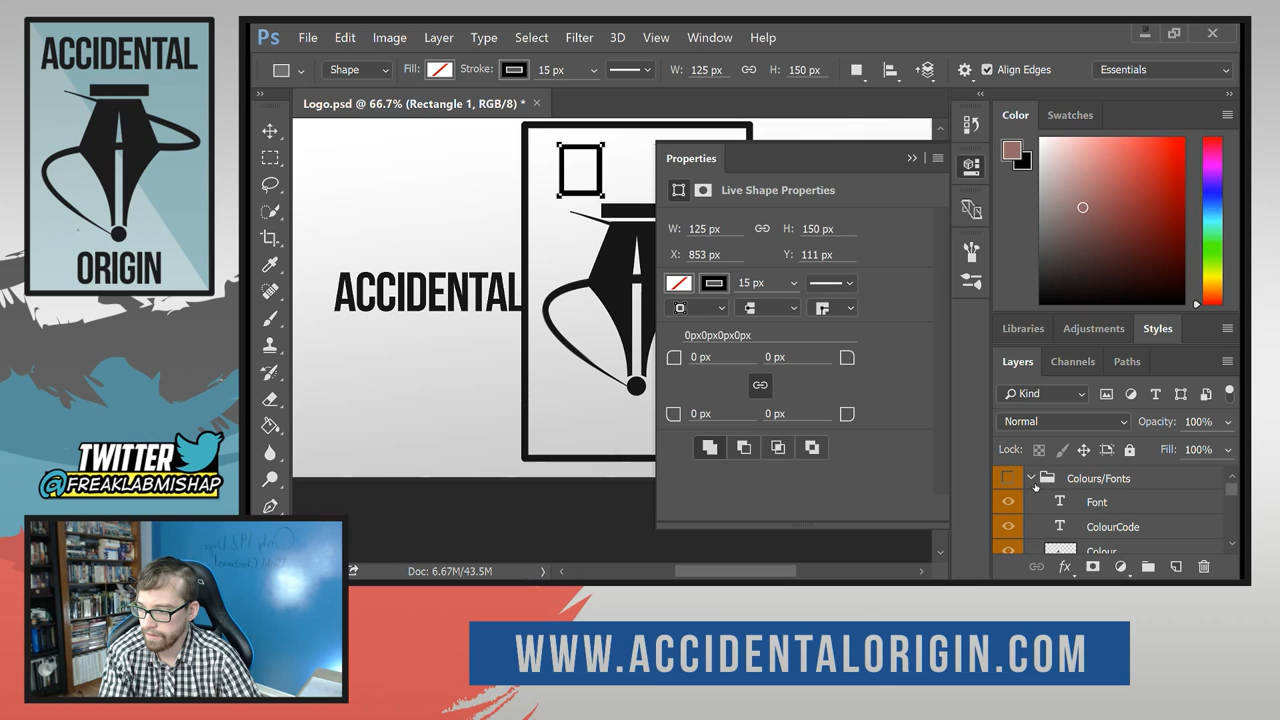 ACCIDENTAL
ORIGIN
Ps File Edit Image Layer Type Select Filter 3D View Window Help
Shape Fill: Stroke: 15 px W: 125 px H: 150 px Align Edges Essentials
Logo.psd @ 66.7% (Rectangle 1, RGB/8) *
ACCIDENTAL
Properties
Live Shape Properties
W: 125 px H: 150 px
X: 853 px Y: 111 px
15 px
0px0px0px0px
0 px 0 px
0 px 0 px
Color Swatches
Libraries Adjustments Styles
Layers Channels Paths
Kind
Normal Opacity: 100%
Lock: Fill: 100%
Colours/Fonts
Font
ColourCode
Colour
fx
Doc: 6.67M/43.5M
TWITTER
@FREAKLABMISHAP
WWW.ACCIDENTALORIGIN.COM